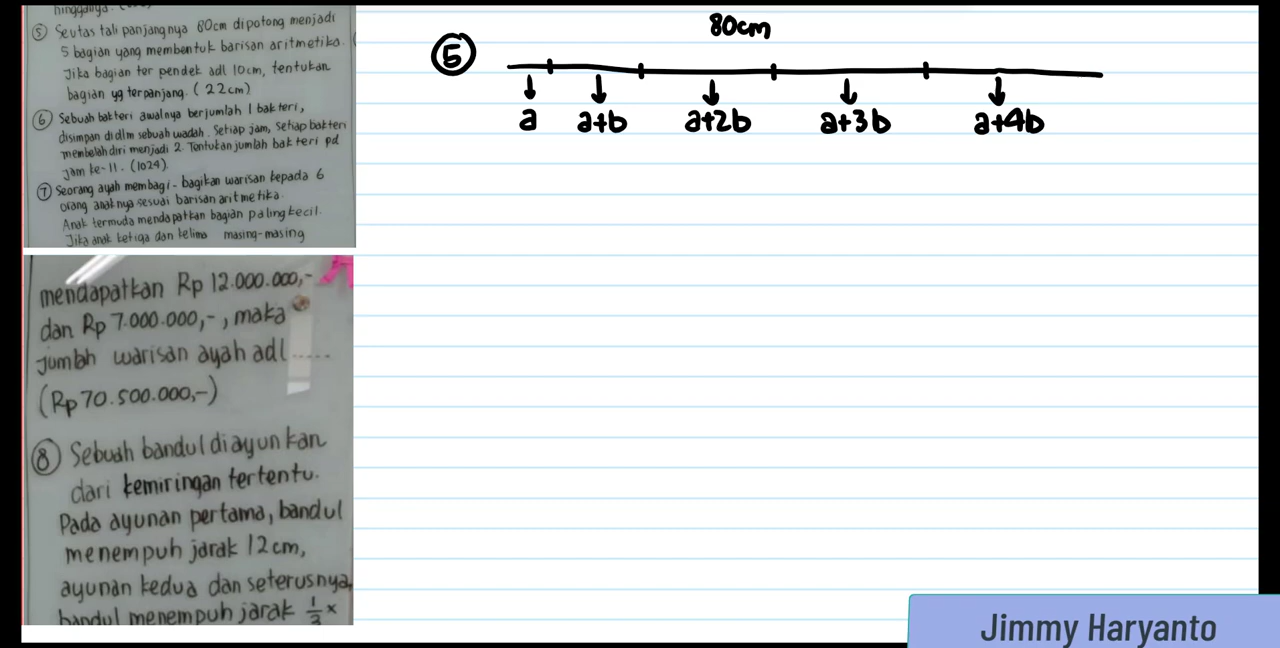 hingganya.
⑤ Seutas tali panjangnya 80cm dipotong menjadi
5 bagian yang membentuk barisan aritmetika.
Jika bagian ter pendek adl 10cm, tentukan
bagian yg terpanjang. (22cm)
⑥ Sebuah bakteri awalnya berjumlah 1 bakteri,
disimpan didlm sebuah wadah. Setiap jam, setiap bakteri
membelah diri menjadi 2. Tentukan jumlah bakteri pd
jam ke-11. (1024)
⑦ Seorang ayah membagi-bagikan warisan kepada 6
orang anaknya sesuai barisan aritmetika.
Anak termuda mendapatkan bagian paling kecil.
Jika anak ketiga dan kelima masing-masing
mendapatkan Rp 12.000.000,-
dan Rp 7.000.000,-, maka
jumlah warisan ayah adl .....
(Rp 70.500.000,-)
⑧ Sebuah bandul diayunkan
dari kemiringan tertentu.
Pada ayunan pertama, bandul
menempuh jarak 12cm,
ayunan kedua dan seterusnya,
bandul menempuh jarak 1/3 x
⑤ 80cm
a a+b a+2b a+3b a+4b
Jimmy Haryanto